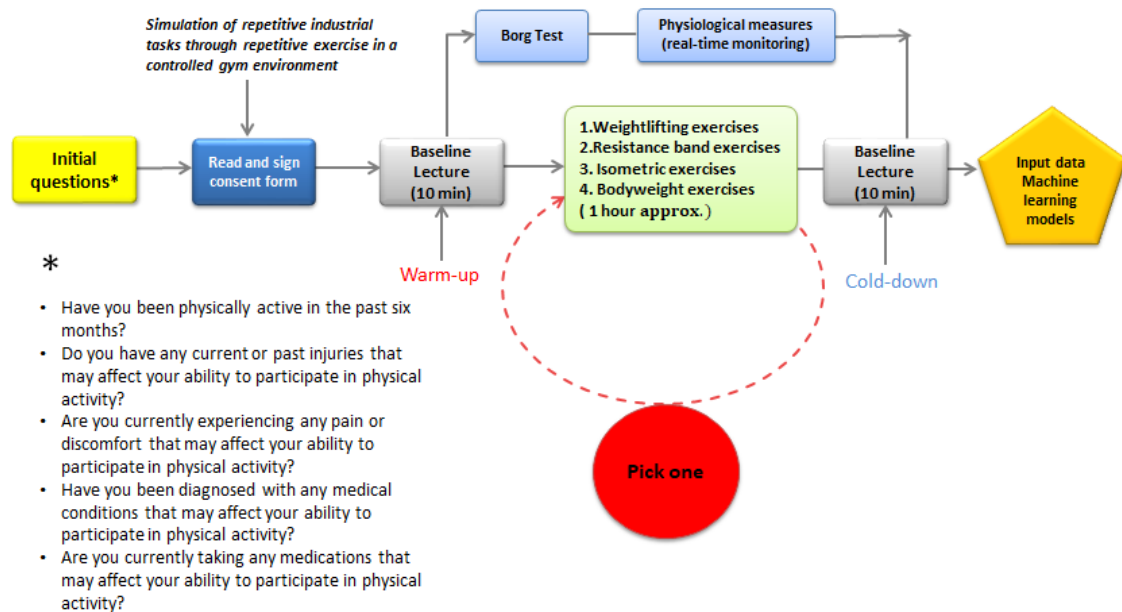 Simulation of repetitive industrial
tasks through repetitive exercise in a
controlled gym environment
Borg Test
Physiological measures
(real-time monitoring)
Initial
questions*
Read and sign
consent form
Baseline
Lecture
(10 min)
1.Weightlifting exercises
2.Resistance band exercises
3. Isometric exercises
4. Bodyweight exercises
( 1 hour approx. )
Baseline
Lecture
(10 min)
Input data
Machine
learning
models
Warm-up
Cold-down
Pick one
*
• Have you been physically active in the past six
months?
• Do you have any current or past injuries that
may affect your ability to participate in physical
activity?
• Are you currently experiencing any pain or
discomfort that may affect your ability to
participate in physical activity?
• Have you been diagnosed with any medical
conditions that may affect your ability to
participate in physical activity?
• Are you currently taking any medications that
may affect your ability to participate in physical
activity?